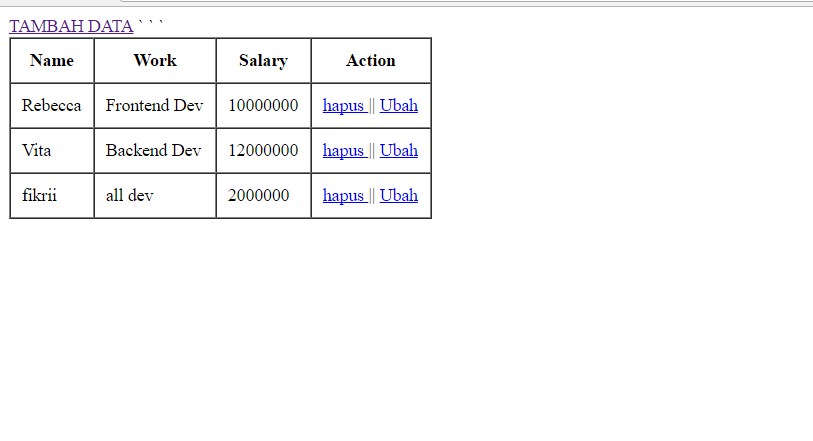 TAMBAH DATA ` ` `
Name Work Salary Action
Rebecca Frontend Dev 10000000 hapus || Ubah
Vita Backend Dev 12000000 hapus || Ubah
fikrii all dev 2000000 hapus || Ubah